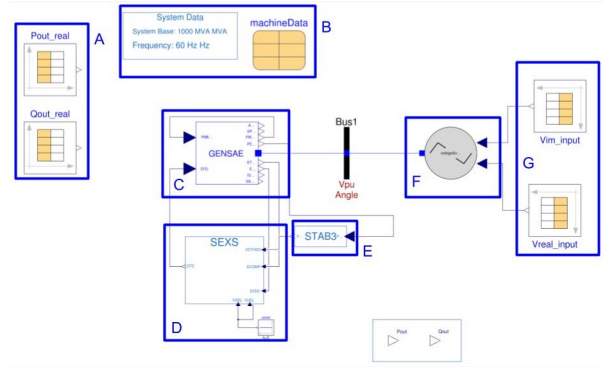 Pout_real
A
Qout_real
System Data
System Base: 1000 MVA MVA
Frequency: 60 Hz Hz
machineData
B
GENSAE
C
Bus1
Vpu
Angle
F
Vim_input
G
Vreal_input
STAB3
E
SEXS
D
Pout
Qout